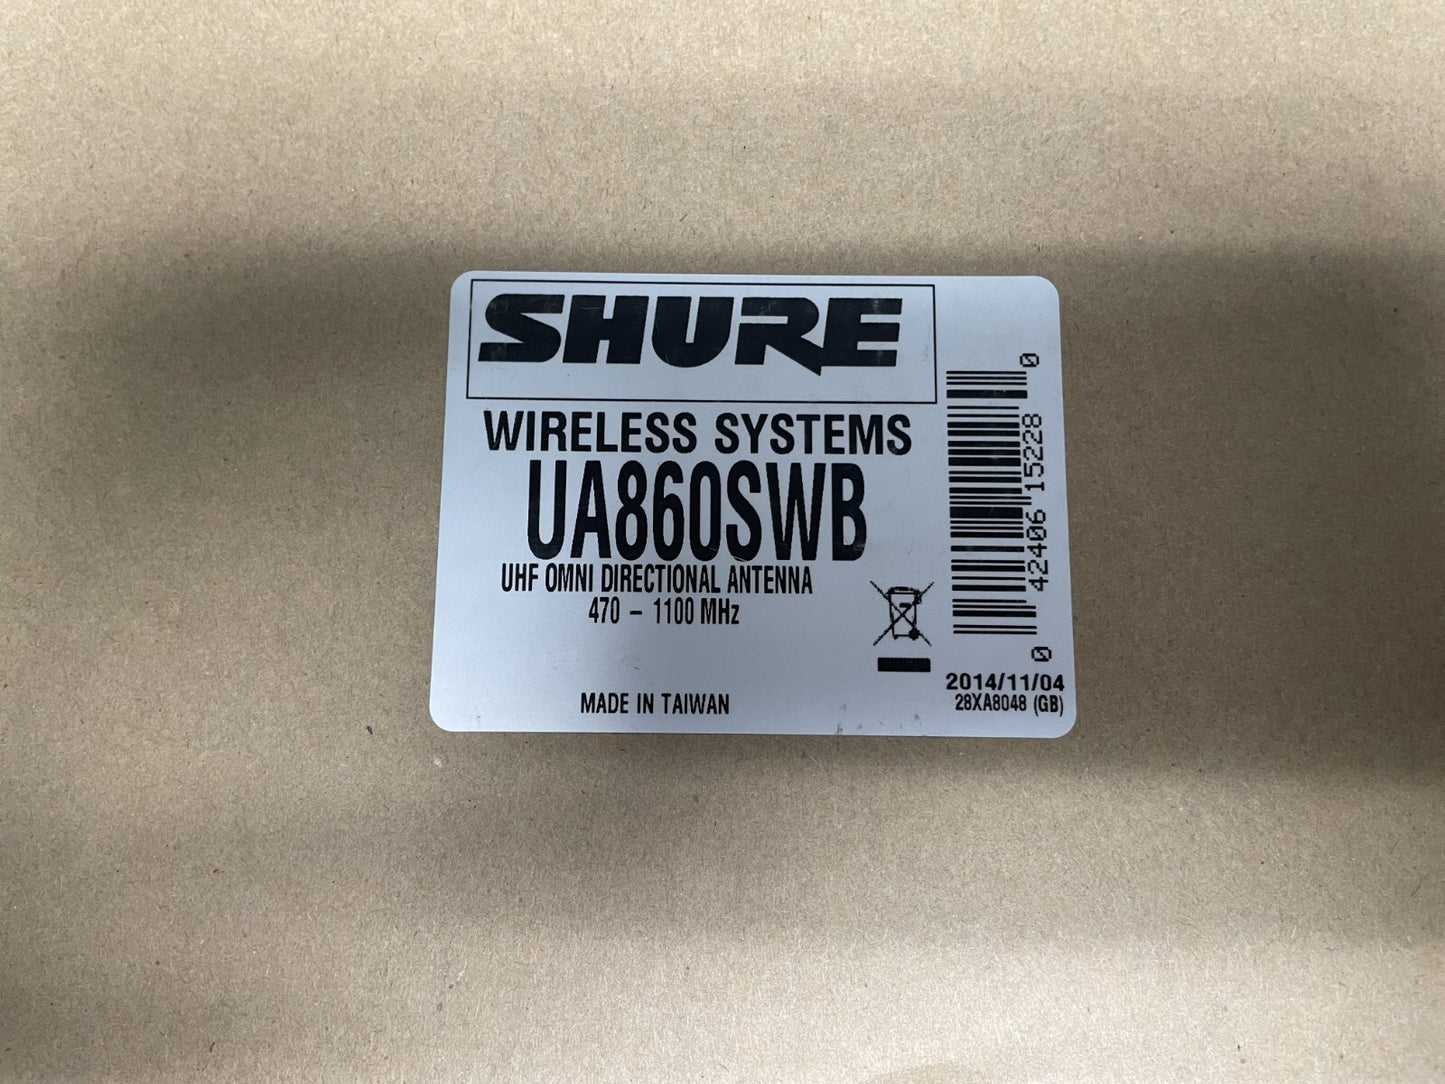 SHURE
WIRELESS SYSTEMS
UA860SWB
UHF OMNI DIRECTIONAL ANTENNA
470 – 1100 MHz
MADE IN TAIWAN
0 42406 15228 0
2014/11/04
28XA8048 (GB)